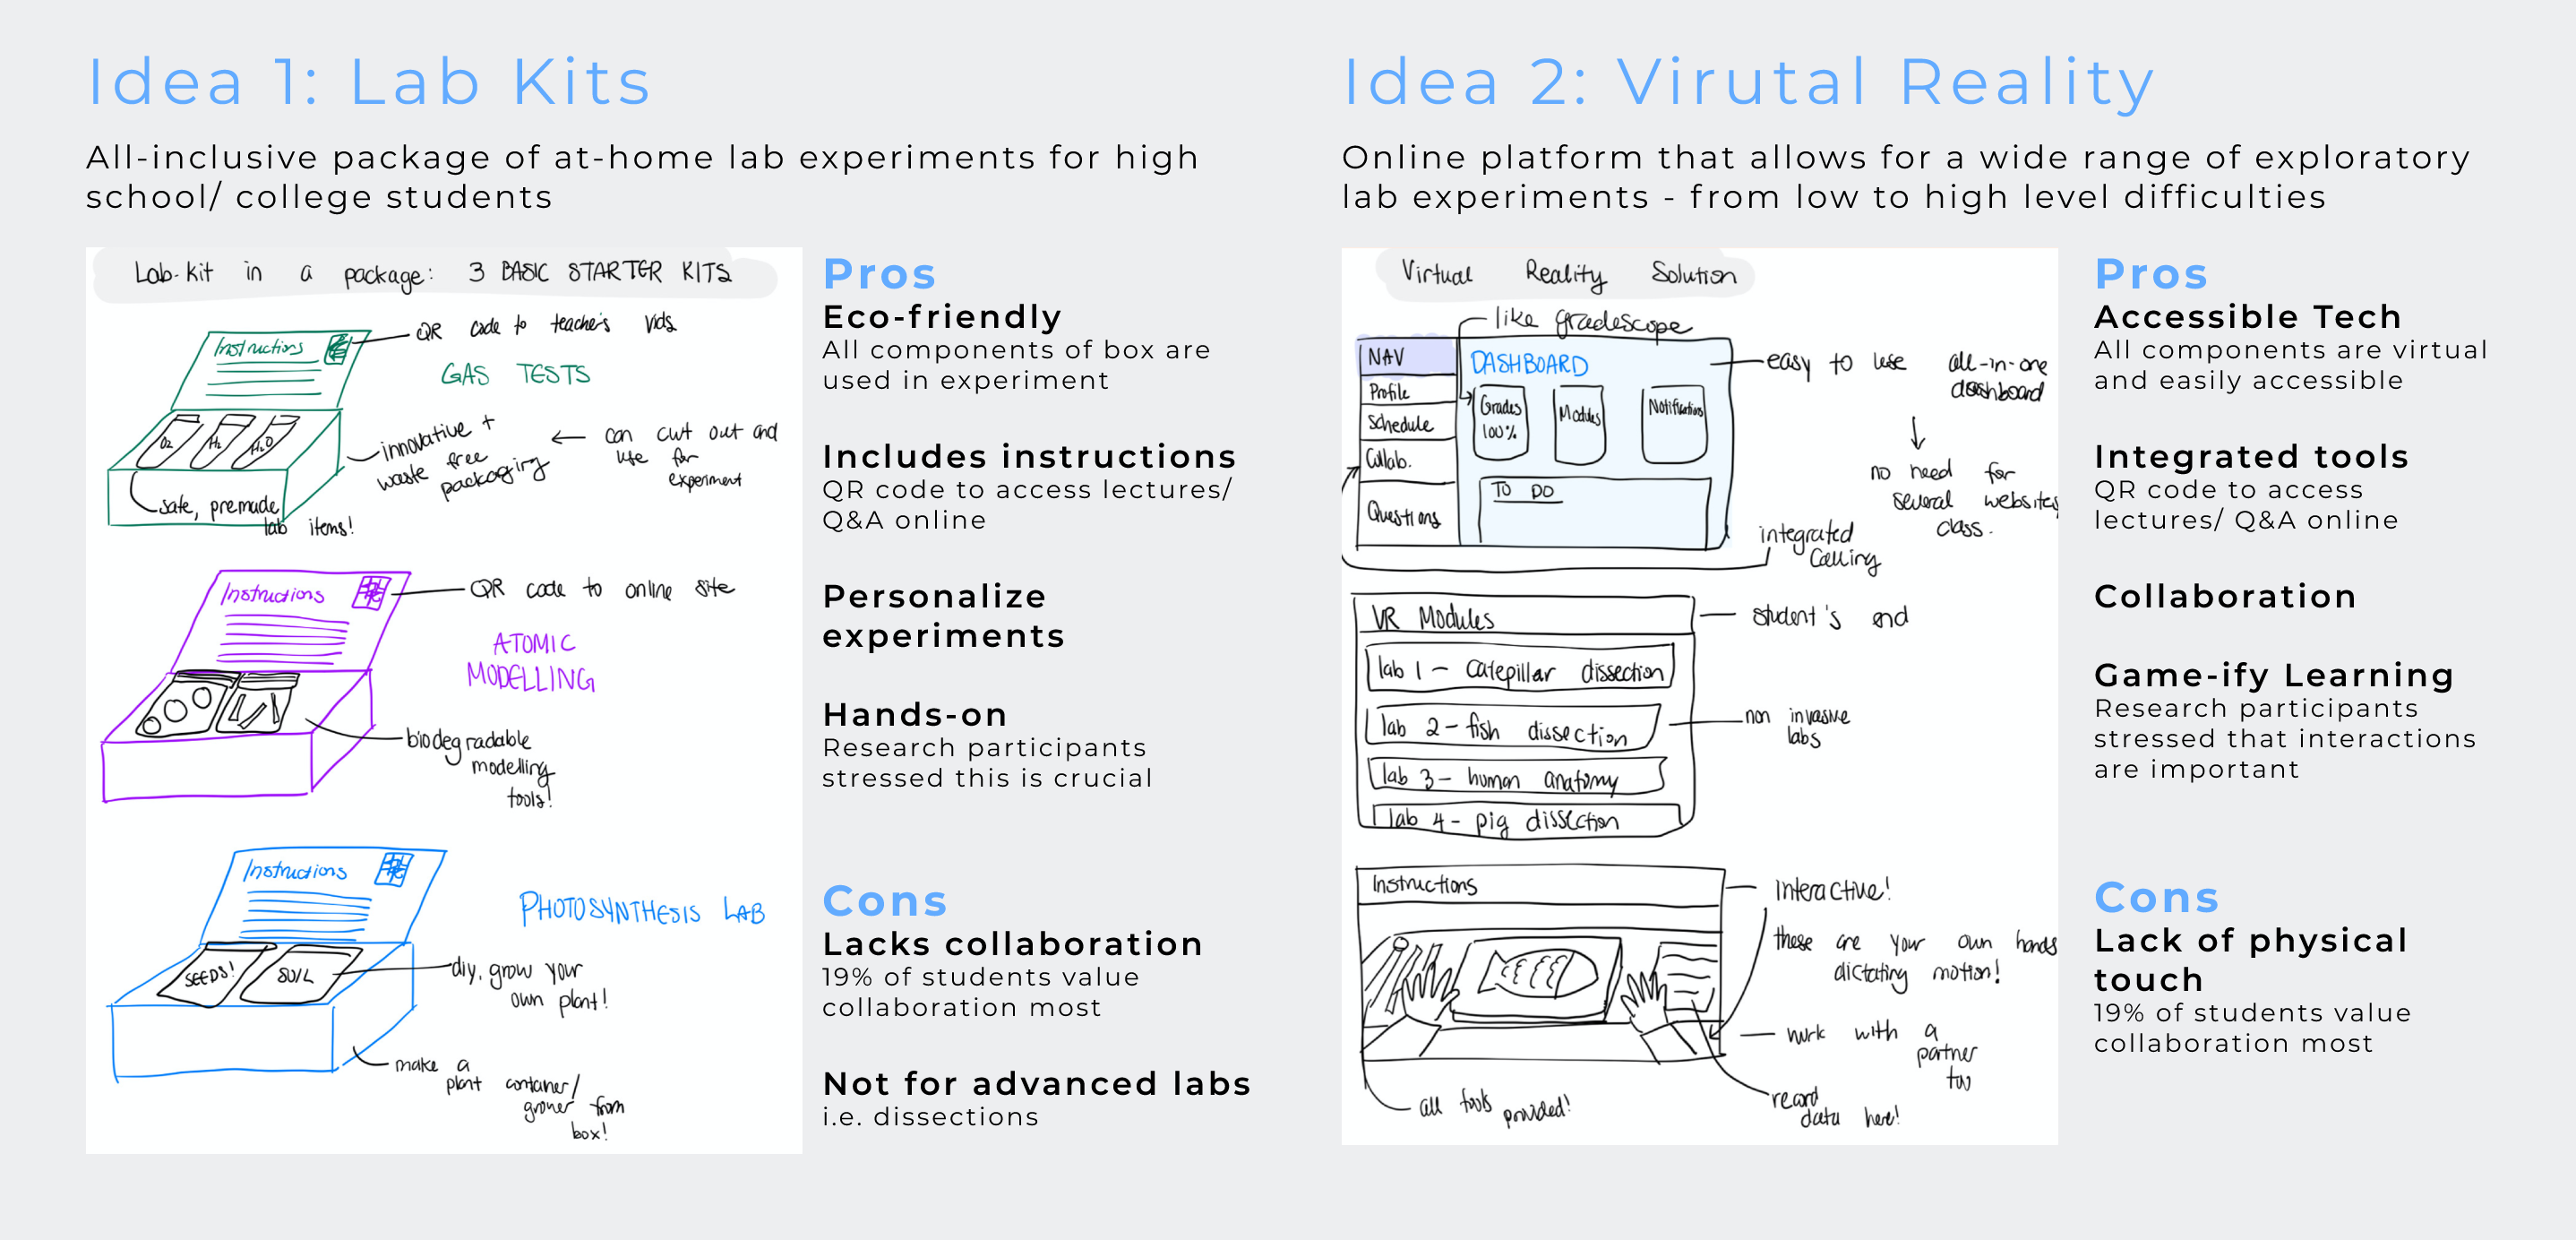 Idea 1: Lab Kits
All-inclusive package of at-home lab experiments for high
school/ college students
Lab-kit in a package: 3 BASIC STARTER KITS
Instructions
QR code to teacher's vids
GAS TESTS
O2
H2
H2O
innovative +
waste free
packaging
← can cut out and
use for
experiment
safe, premade
lab items!
Instructions
QR code to online site
ATOMIC
MODELLING
biodegradable
modelling
tools!
Instructions
PHOTOSYNTHESIS LAB
SEEDS!
SOIL
diy, grow your
own plant!
make a
plant container/
grower from
box!
Pros
Eco-friendly
All components of box are
used in experiment
Includes instructions
QR code to access lectures/
Q&A online
Personalize
experiments
Hands-on
Research participants
stressed this is crucial
Cons
Lacks collaboration
19% of students value
collaboration most
Not for advanced labs
i.e. dissections
Idea 2: Virutal Reality
Online platform that allows for a wide range of exploratory
lab experiments - from low to high level difficulties
Virtual Reality Solution
like gradescope
NAV
Profile
Schedule
Collab.
Questions
DASHBOARD
Grades
100%
Modules
Notifications
TO DO
easy to use all-in-one
dashboard
↓
no need for
several websites
class.
integrated
calling
VR Modules
student's end
lab 1 - catepillar dissection
lab 2 - fish dissection
lab 3 - human anatomy
lab 4 - pig dissection
non invasive
labs
Instructions
interactive!
these are your own hands
dictating motion!
work with a
partner
too
record
data here!
all tools provided!
Pros
Accessible Tech
All components are virtual
and easily accessible
Integrated tools
QR code to access
lectures/ Q&A online
Collaboration
Game-ify Learning
Research participants
stressed that interactions
are important
Cons
Lack of physical
touch
19% of students value
collaboration most